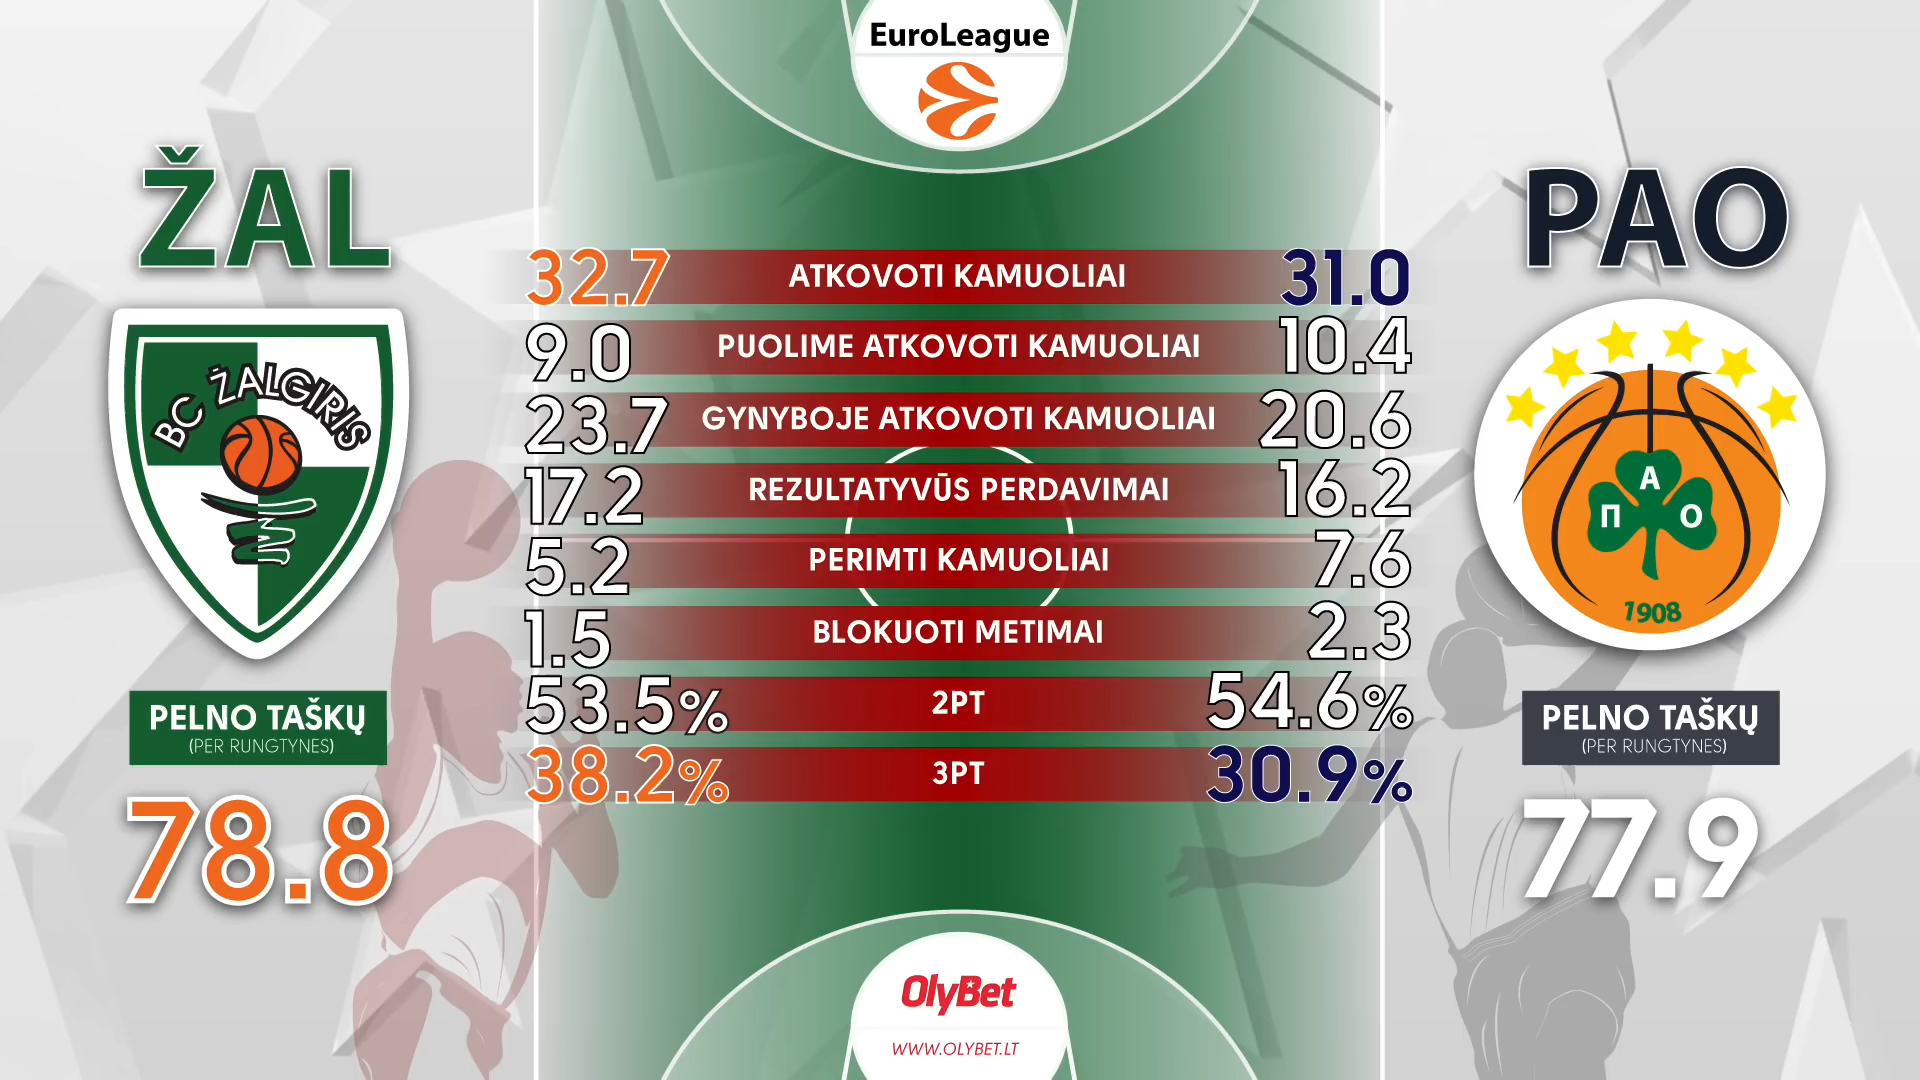 EuroLeague
ŽAL
PAO
32.7 ATKOVOTI KAMUOLIAI 31.0
9.0 PUOLIME ATKOVOTI KAMUOLIAI 10.4
23.7 GYNYBOJE ATKOVOTI KAMUOLIAI 20.6
17.2 REZULTATYVŪS PERDAVIMAI 16.2
5.2 PERIMTI KAMUOLIAI 7.6
1.5 BLOKUOTI METIMAI 2.3
53.5% 2PT 54.6%
38.2% 3PT 30.9%
BC ŽALGIRIS
Π Α Ο
1908
PELNO TAŠKŲ
(PER RUNGTYNES)
78.8
PELNO TAŠKŲ
(PER RUNGTYNES)
77.9
OlyBet
WWW.OLYBET.LT